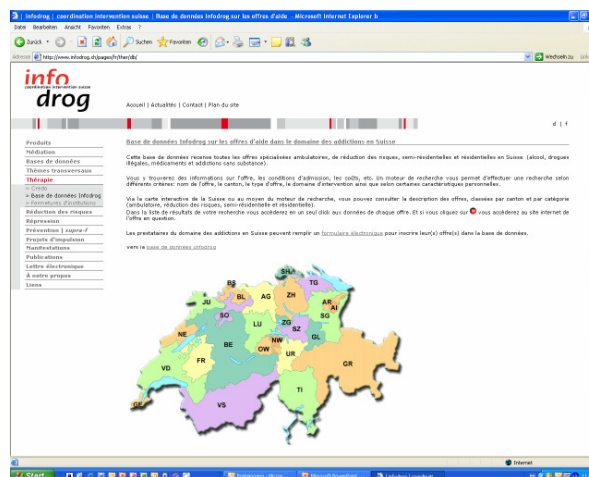 Infodrog | coordination intervention suisse | Base de données Infodrog sur les offres d'aide - Microsoft Internet Explorer b
Datei Bearbeiten Ansicht Favoriten Extras ?
Zurück Suchen Favoriten
Adresse http://www.infodrog.ch/pages/fr/ther/db/ Wechseln zu
info
coordination intervention suisse
drog
Accueil | Actualités | Contact | Plan du site
d | f
Produits
Médiation
Bases de données
Thèmes transversaux
Thérapie
> Credo
> Base de données Infodrog
> Fermetures d'institutions
Réduction des risques
Répression
Prévention | supra-f
Projets d'impulsion
Manifestations
Publications
Lettre électronique
À notre propos
Liens
Base de données Infodrog sur les offres d'aide dans le domaine des addictions en Suisse
Cette base de données recense toutes les offres spécialisées ambulatoires, de réduction des risques, semi-résidentielles et résidentielles en Suisse (alcool, drogues
illégales, médicaments et addictions sans substance).
Vous y trouverez des informations sur l'offre, les conditions d'admission, les coûts, etc. Un moteur de recherche vous permet d'effectuer une recherche selon
différents critères: nom de l'offre, le canton, le type d'offre, le domaine d'intervention ainsi que selon certaines caractéristiques personnelles.
Via la carte interactive de la Suisse ou au moyen du moteur de recherche, vous pouvez consulter la description des offres, classées par canton et par catégorie
(ambulatoire, réduction des risques, semi-résidentielle et résidentielle).
Dans la liste de résultats de votre recherche vous accéderez en un seul click aux données de chaque offre. Et si vous cliquez sur vous accéderez au site internet de
l'offre en question.
Les prestataires du domaine des addictions en Suisse peuvent remplir un formulaire électronique pour inscrire leur(s) offre(s) dans la base de données.
vers la base de données infodrog
SH
BS
TG
JU
BL
AG
ZH
AR
AI
SO
SG
LU
ZG
SZ
NE
BE
NW
GL
OW
FR
UR
GR
VD
TI
GE
VS
Internet
Start